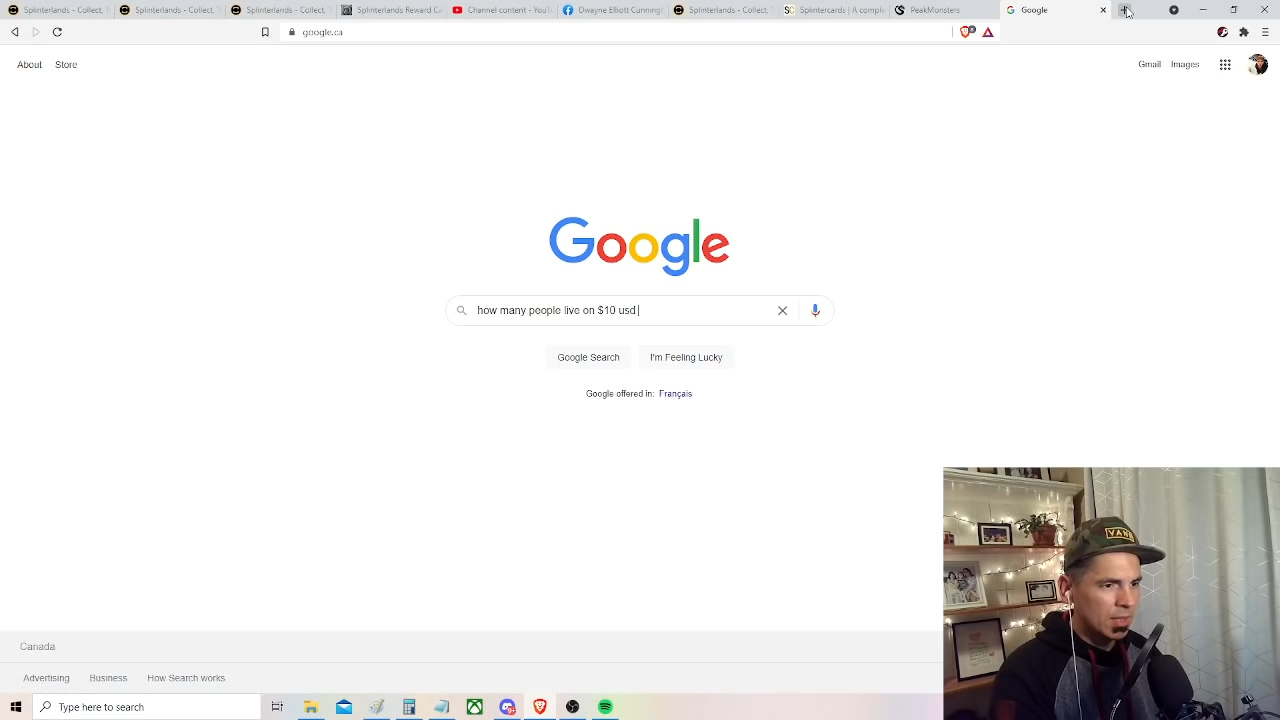 Splinterlands - Collect, T
Splinterlands - Collect, T
Splinterlands - Collect, T
Splinterlands Reward Ca
Channel content - YouTu
Dwayne Elliott Cunningh
Splinterlands - Collect, T
Splintercards | A comple
PeakMonsters
Google
google.ca
About Store
Gmail Images
Google
how many people live on $10 usd
Google Search I'm Feeling Lucky
Google offered in: Français
VANS
Canada
Advertising Business How Search works
Type here to search